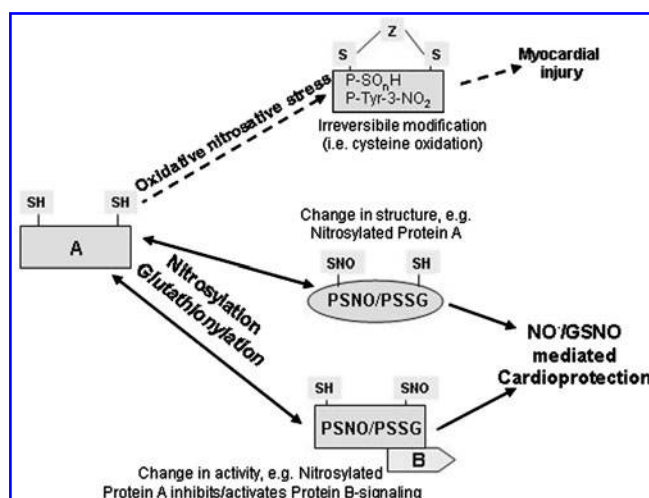 Z
S S
P-SOnH
P-Tyr-3-NO2
Myocardial
injury
Irreversibile modification
(i.e. cysteine oxidation)
Oxidative nitrosative stress
SH SH
A
Change in structure, e.g.
Nitrosylated Protein A
SNO SH
PSNO/PSSG
Nitrosylation
Glutathionylation
NO·/GSNO
mediated
Cardioprotection
SH SNO
PSNO/PSSG
B
Change in activity, e.g. Nitrosylated
Protein A inhibits/activates Protein B-signaling